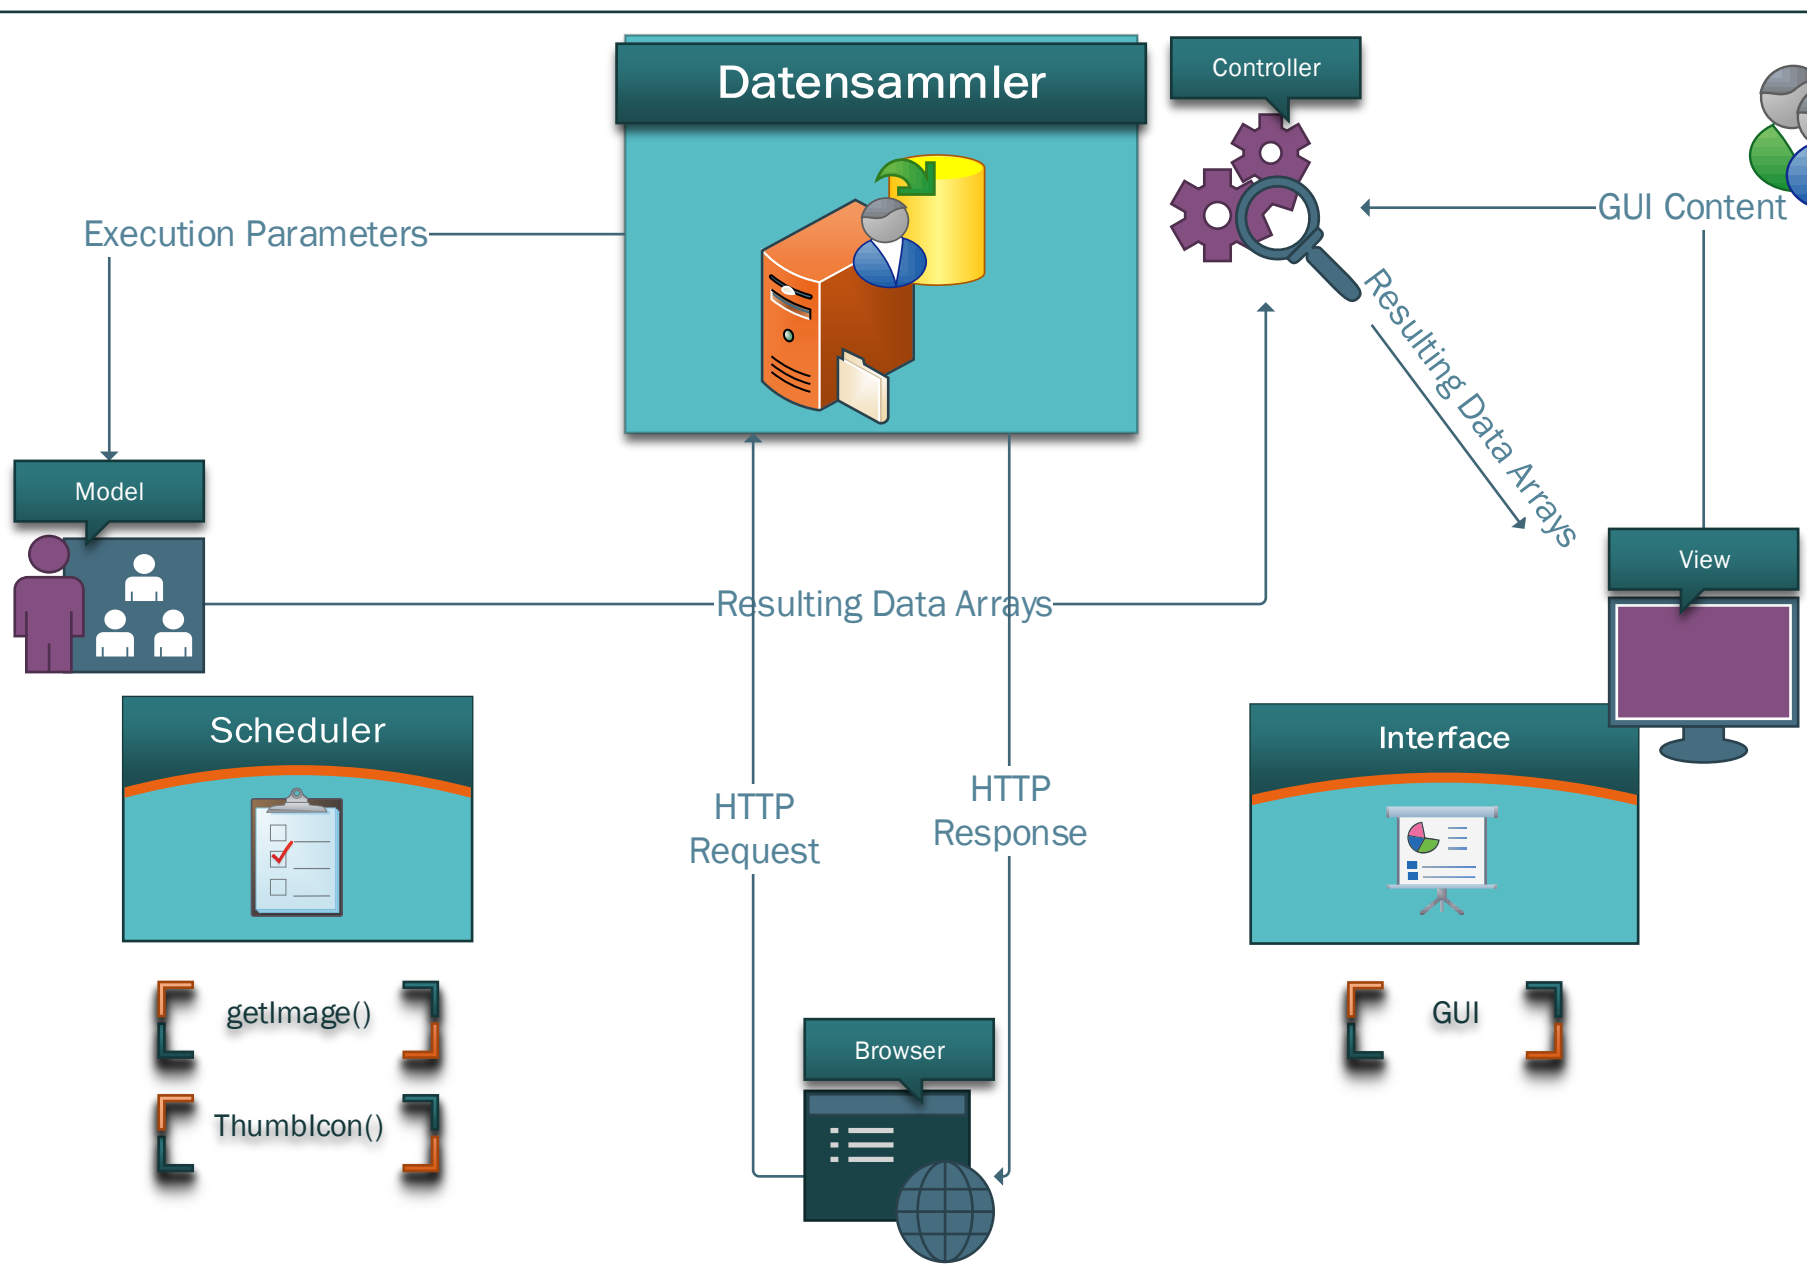 Datensammler
Controller
Execution Parameters
GUI Content
Resulting Data Arrays
Model
View
Resulting Data Arrays
Scheduler
Interface
HTTP
Request
HTTP
Response
getImage()
GUI
Browser
ThumbIcon()